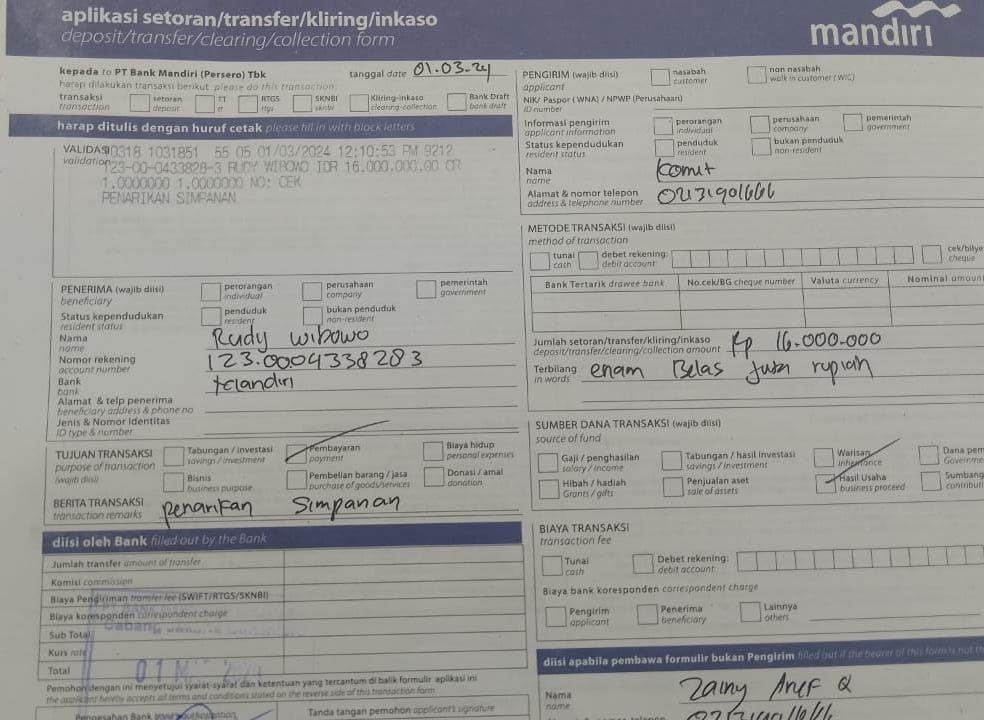 aplikasi setoran/transfer/kliring/inkaso
deposit/transfer/clearing/collection form
mandiri
kepada to PT Bank Mandiri (Persero) Tbk
tanggal date 01.03-24
harap dilakukan transaksi berikut please do this transaction:
transaksi
transaction
setoran
deposit
TT
tt
RTGS
rtgs
SKNBI
sknbi
Kliring-inkaso
clearing-collection
Bank Draft
bank draft
harap ditulis dengan huruf cetak please fill in with block letters
VALIDASI
validation
0318 1031851 55 05 01/03/2024 12:10:53 PM 9212
123-00-0433828-3 RUDY WIBOWO IDR 16.000.000.00 CR
1.0000000 1.0000000 NO: CEK
PENARIKAN SIMPANAN
PENERIMA (wajib diisi)
beneficiary
perorangan
individual
perusahaan
company
pemerintah
government
Status kependudukan
resident status
penduduk
resident
bukan penduduk
non-resident
Nama
name
Rudy wibowo
Nomor rekening
account number
123.0004338283
Bank
bank
Alamat & telp penerima
beneficiary address & phone no
Jenis & Nomor Identitas
ID type & number
TUJUAN TRANSAKSI
purpose of transaction
(wajib diisi)
Tabungan / investasi
savings / investment
Pembayaran
payment
Biaya hidup
personal expenses
Bisnis
business purpose
Pembelian barang / jasa
purchase of goods/services
Donasi / amal
donation
BERITA TRANSAKSI
transaction remarks
penarikan Simpanan
diisi oleh Bank filled out by the Bank
Jumlah transfer amount of transfer
Komisi commission
Biaya Pengiriman transfer fee (SWIFT/RTGS/SKNBI)
Biaya koresponden correspondent charge
Sub Total
Kurs rate
Total
Cabang
01 M
Pemohon dengan ini menyetujui syarat-syarat dan ketentuan yang tercantum di balik formulir aplikasi ini
the applicant hereby accepts all terms and conditions stated on the reverse side of this transaction form
Pengesahan Bank
Tanda tangan pemohon applicant's signature
PENGIRIM (wajib diisi)
applicant
nasabah
customer
non nasabah
walk in customer (WIC)
NIK/ Paspor (WNA) / NPWP (Perusahaan)
ID number
Informasi pengirim
applicant information
perorangan
individual
perusahaan
company
pemerintah
government
Status kependudukan
resident status
penduduk
resident
bukan penduduk
non-resident
Nama
name
Komit
Alamat & nomor telepon
address & telephone number
02131901666
METODE TRANSAKSI (wajib diisi)
method of transaction
tunai
cash
debet rekening:
debit account:
cek/bilye
cheque
Bank Tertarik drawee bank
No.cek/BG cheque number
Valuta currency
Nominal amoun
Jumlah setoran/transfer/kliring/inkaso
deposit/transfer/clearing/collection amount
Rp 16.000.000
Terbilang
in words
enam Belas Juta rupiah
SUMBER DANA TRANSAKSI (wajib diisi)
source of fund
Gaji / penghasilan
salary / income
Tabungan / hasil investasi
savings / investment
Warisan
inheritance
Dana pem
Governme
Hibah / hadiah
Grants / gifts
Penjualan aset
sale of assets
Hasil Usaha
business proceed
Sumbang
contributi
BIAYA TRANSAKSI
transaction fee
Tunai
cash
Debet rekening:
debit account:
Biaya bank koresponden correspondent charge
Pengirim
applicant
Penerima
beneficiary
Lainnya
others
diisi apabila pembawa formulir bukan Pengirim filled out if the bearer of this form is not th
Nama
name
Zainy Arief Q